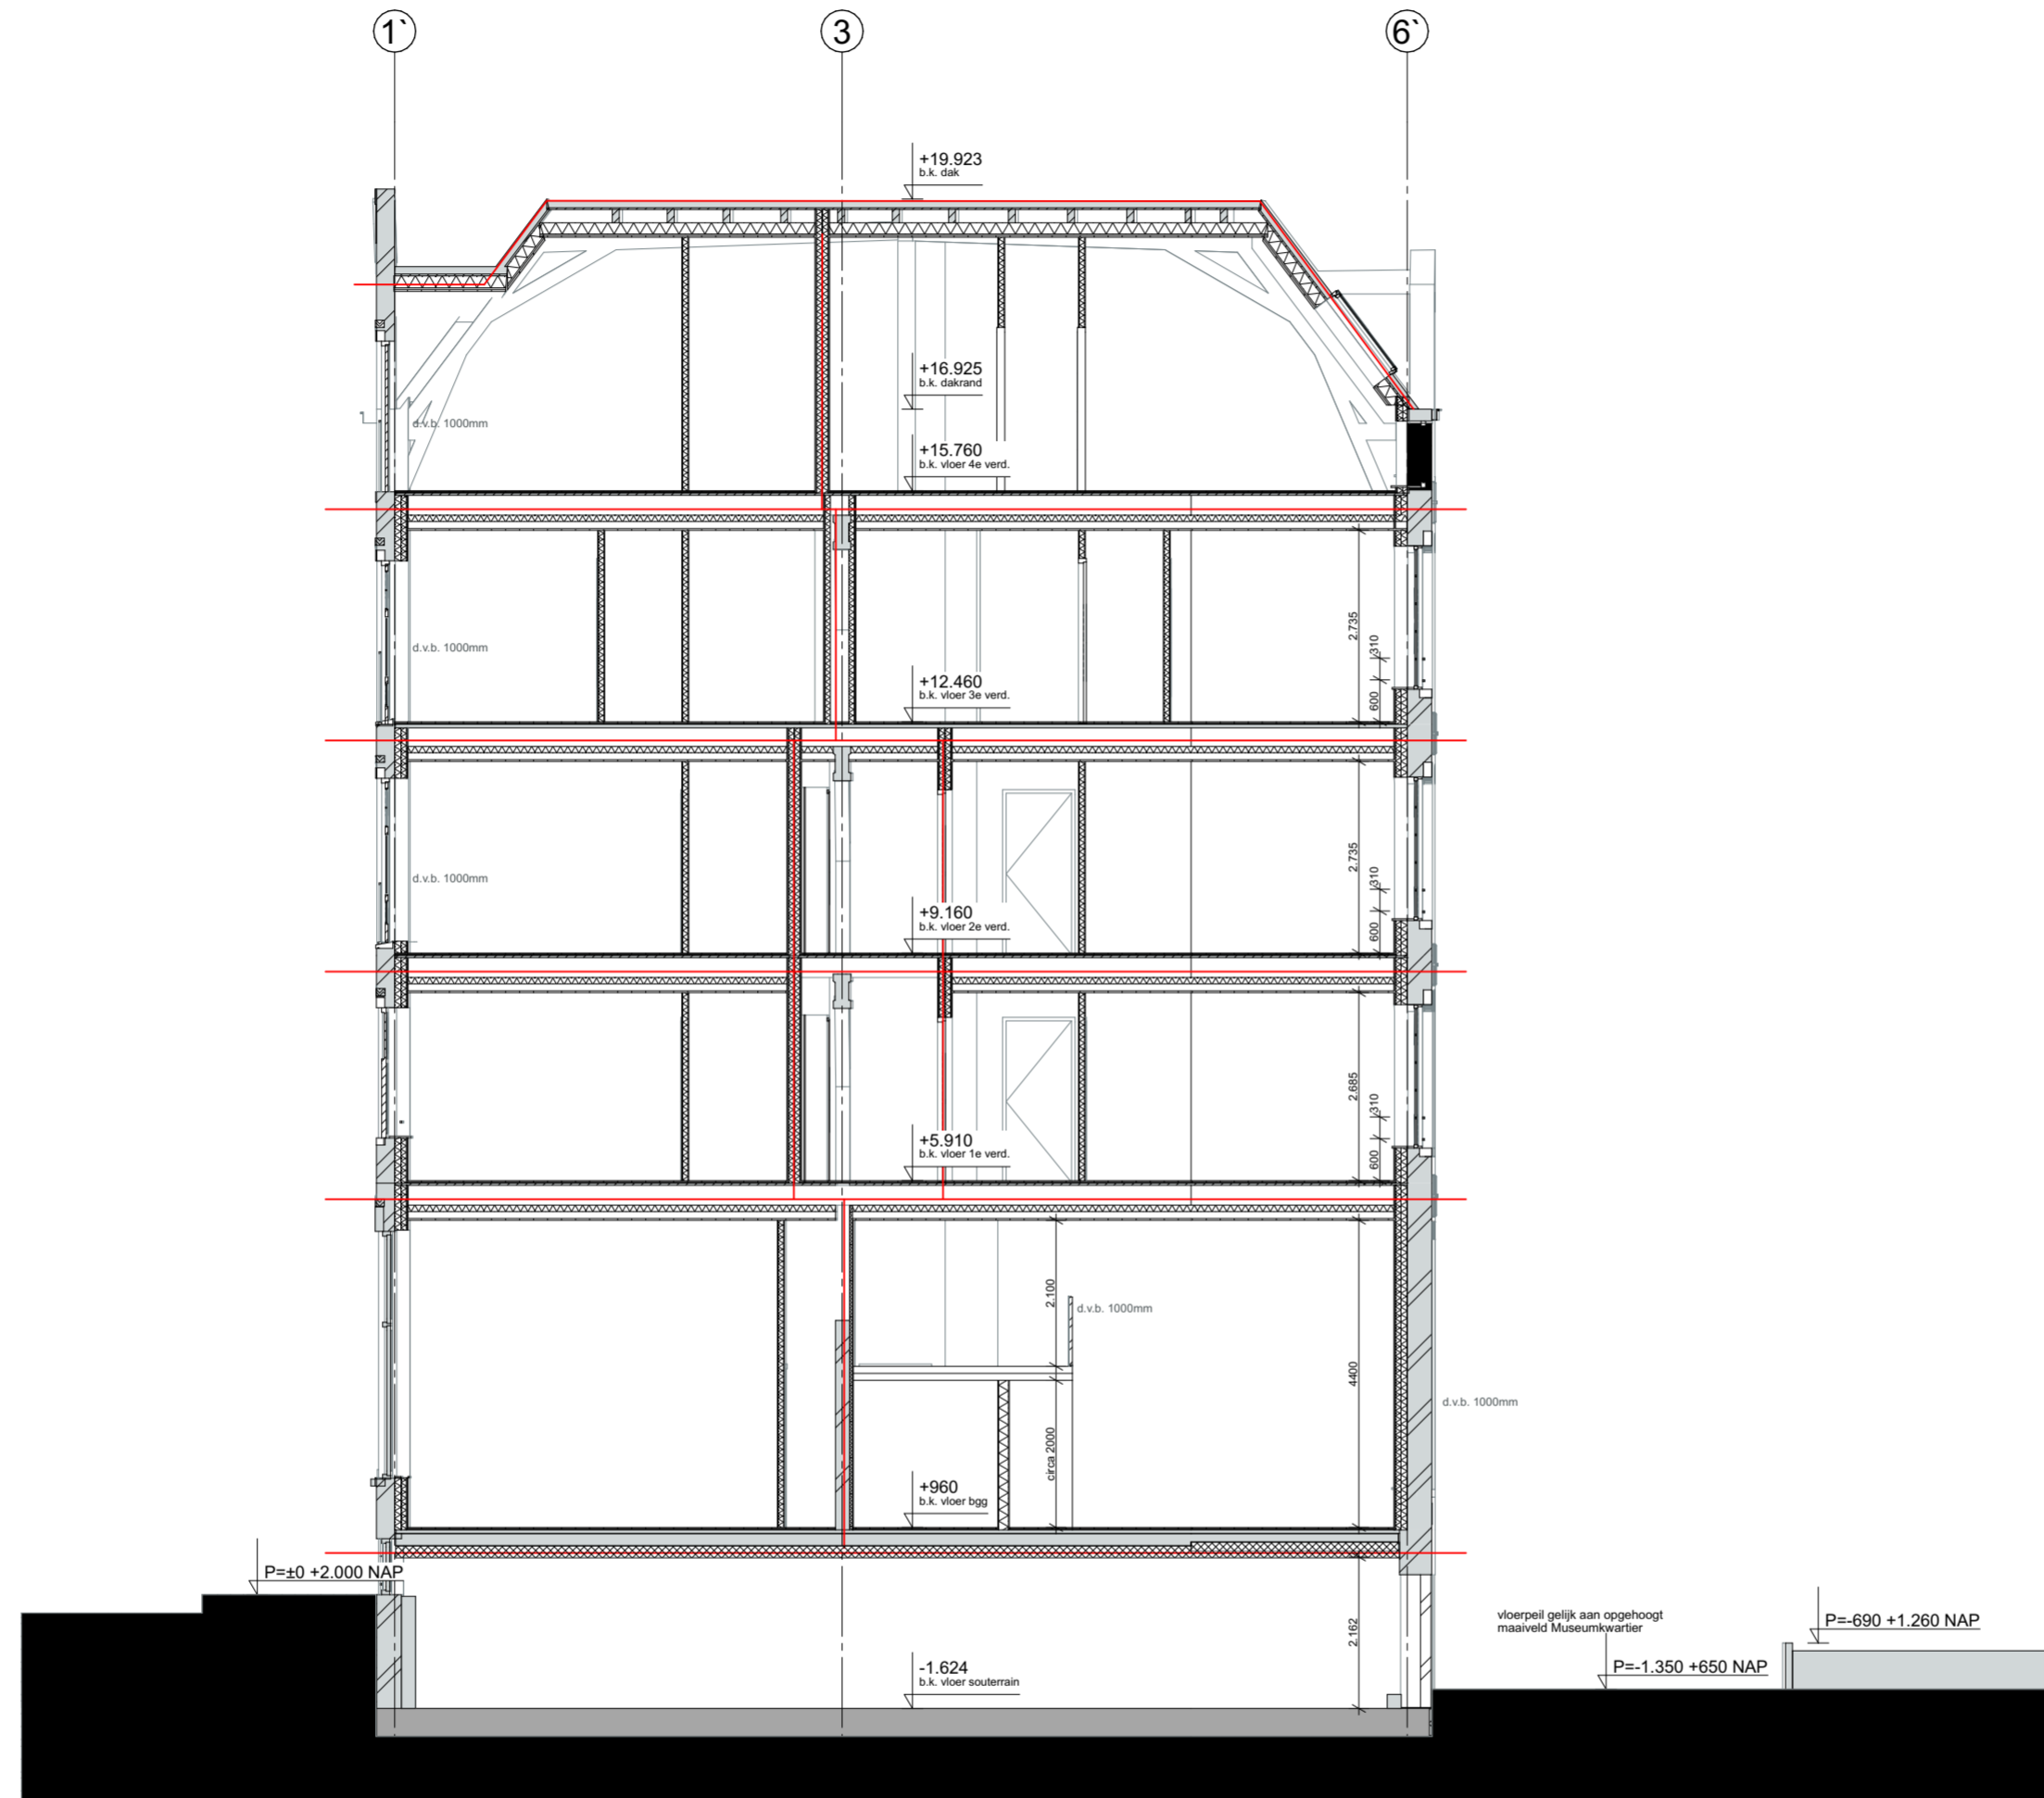 1` 3 6`
+19.923
b.k. dak
+16.925
b.k. dakrand
d.v.b. 1000mm
+15.760
b.k. vloer 4e verd.
2.735
310
600
d.v.b. 1000mm
+12.460
b.k. vloer 3e verd.
2.735
310
600
d.v.b. 1000mm
+9.160
b.k. vloer 2e verd.
2.685
310
600
+5.910
b.k. vloer 1e verd.
2.100
d.v.b. 1000mm
4400
d.v.b. 1000mm
circa 2000
+960
b.k. vloer bgg
P=±0 +2.000 NAP
2.162
vloerpeil gelijk aan opgehoogt
maaiveld Museumkwartier
P=-690 +1.260 NAP
-1.624
b.k. vloer souterrain
P=-1.350 +650 NAP